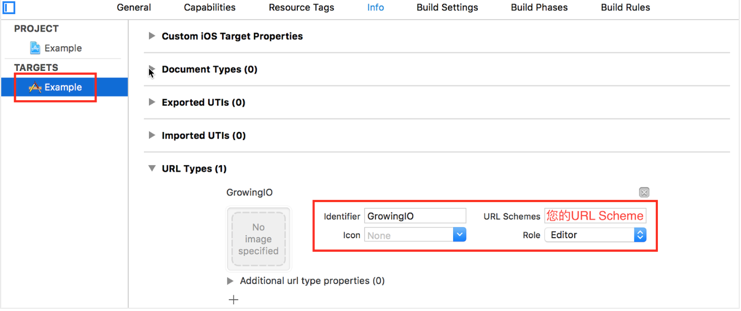 General Capabilities Resource Tags Info Build Settings Build Phases Build Rules
PROJECT
Example
TARGETS
Example
Custom iOS Target Properties
Document Types (0)
Exported UTIs (0)
Imported UTIs (0)
URL Types (1)
GrowingIO
No
image
specified
Identifier GrowingIO URL Schemes 您的URL Scheme
Icon None Role Editor
Additional url type properties (0)